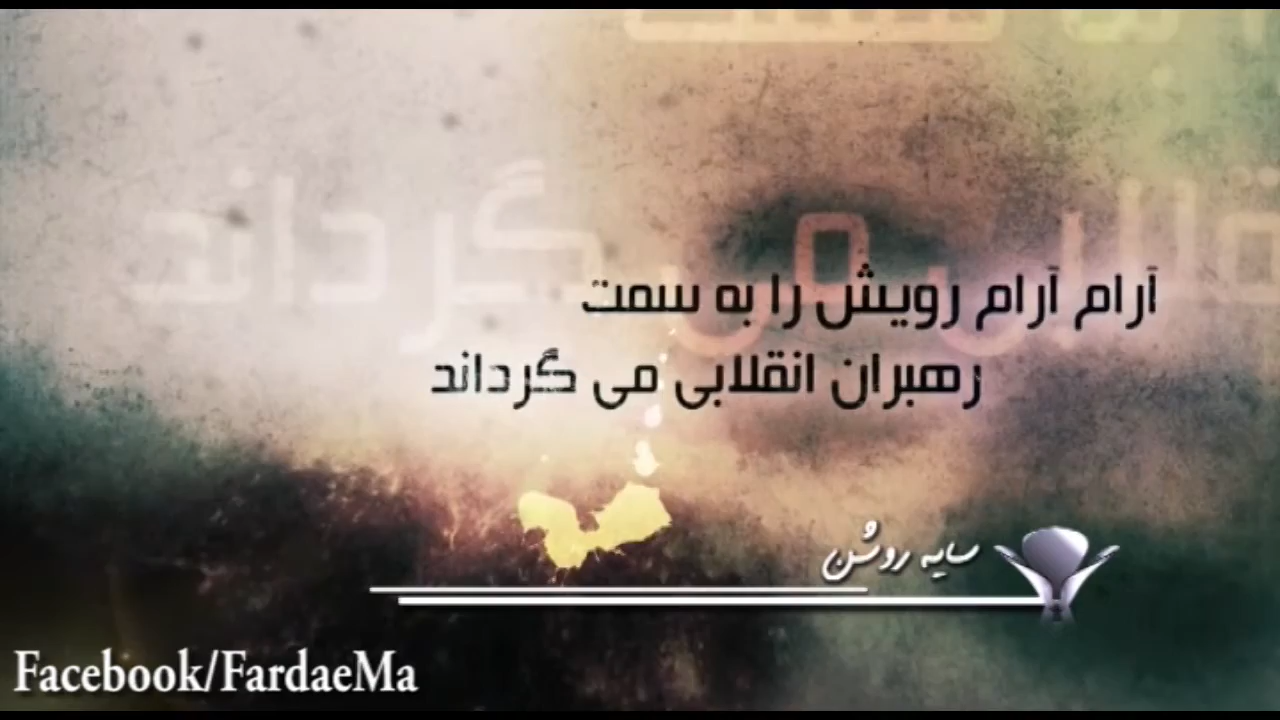 آرام آرام رویش را به سمت
رهبران انقلابی می گرداند
سایه روشن
Facebook/FardaeMa